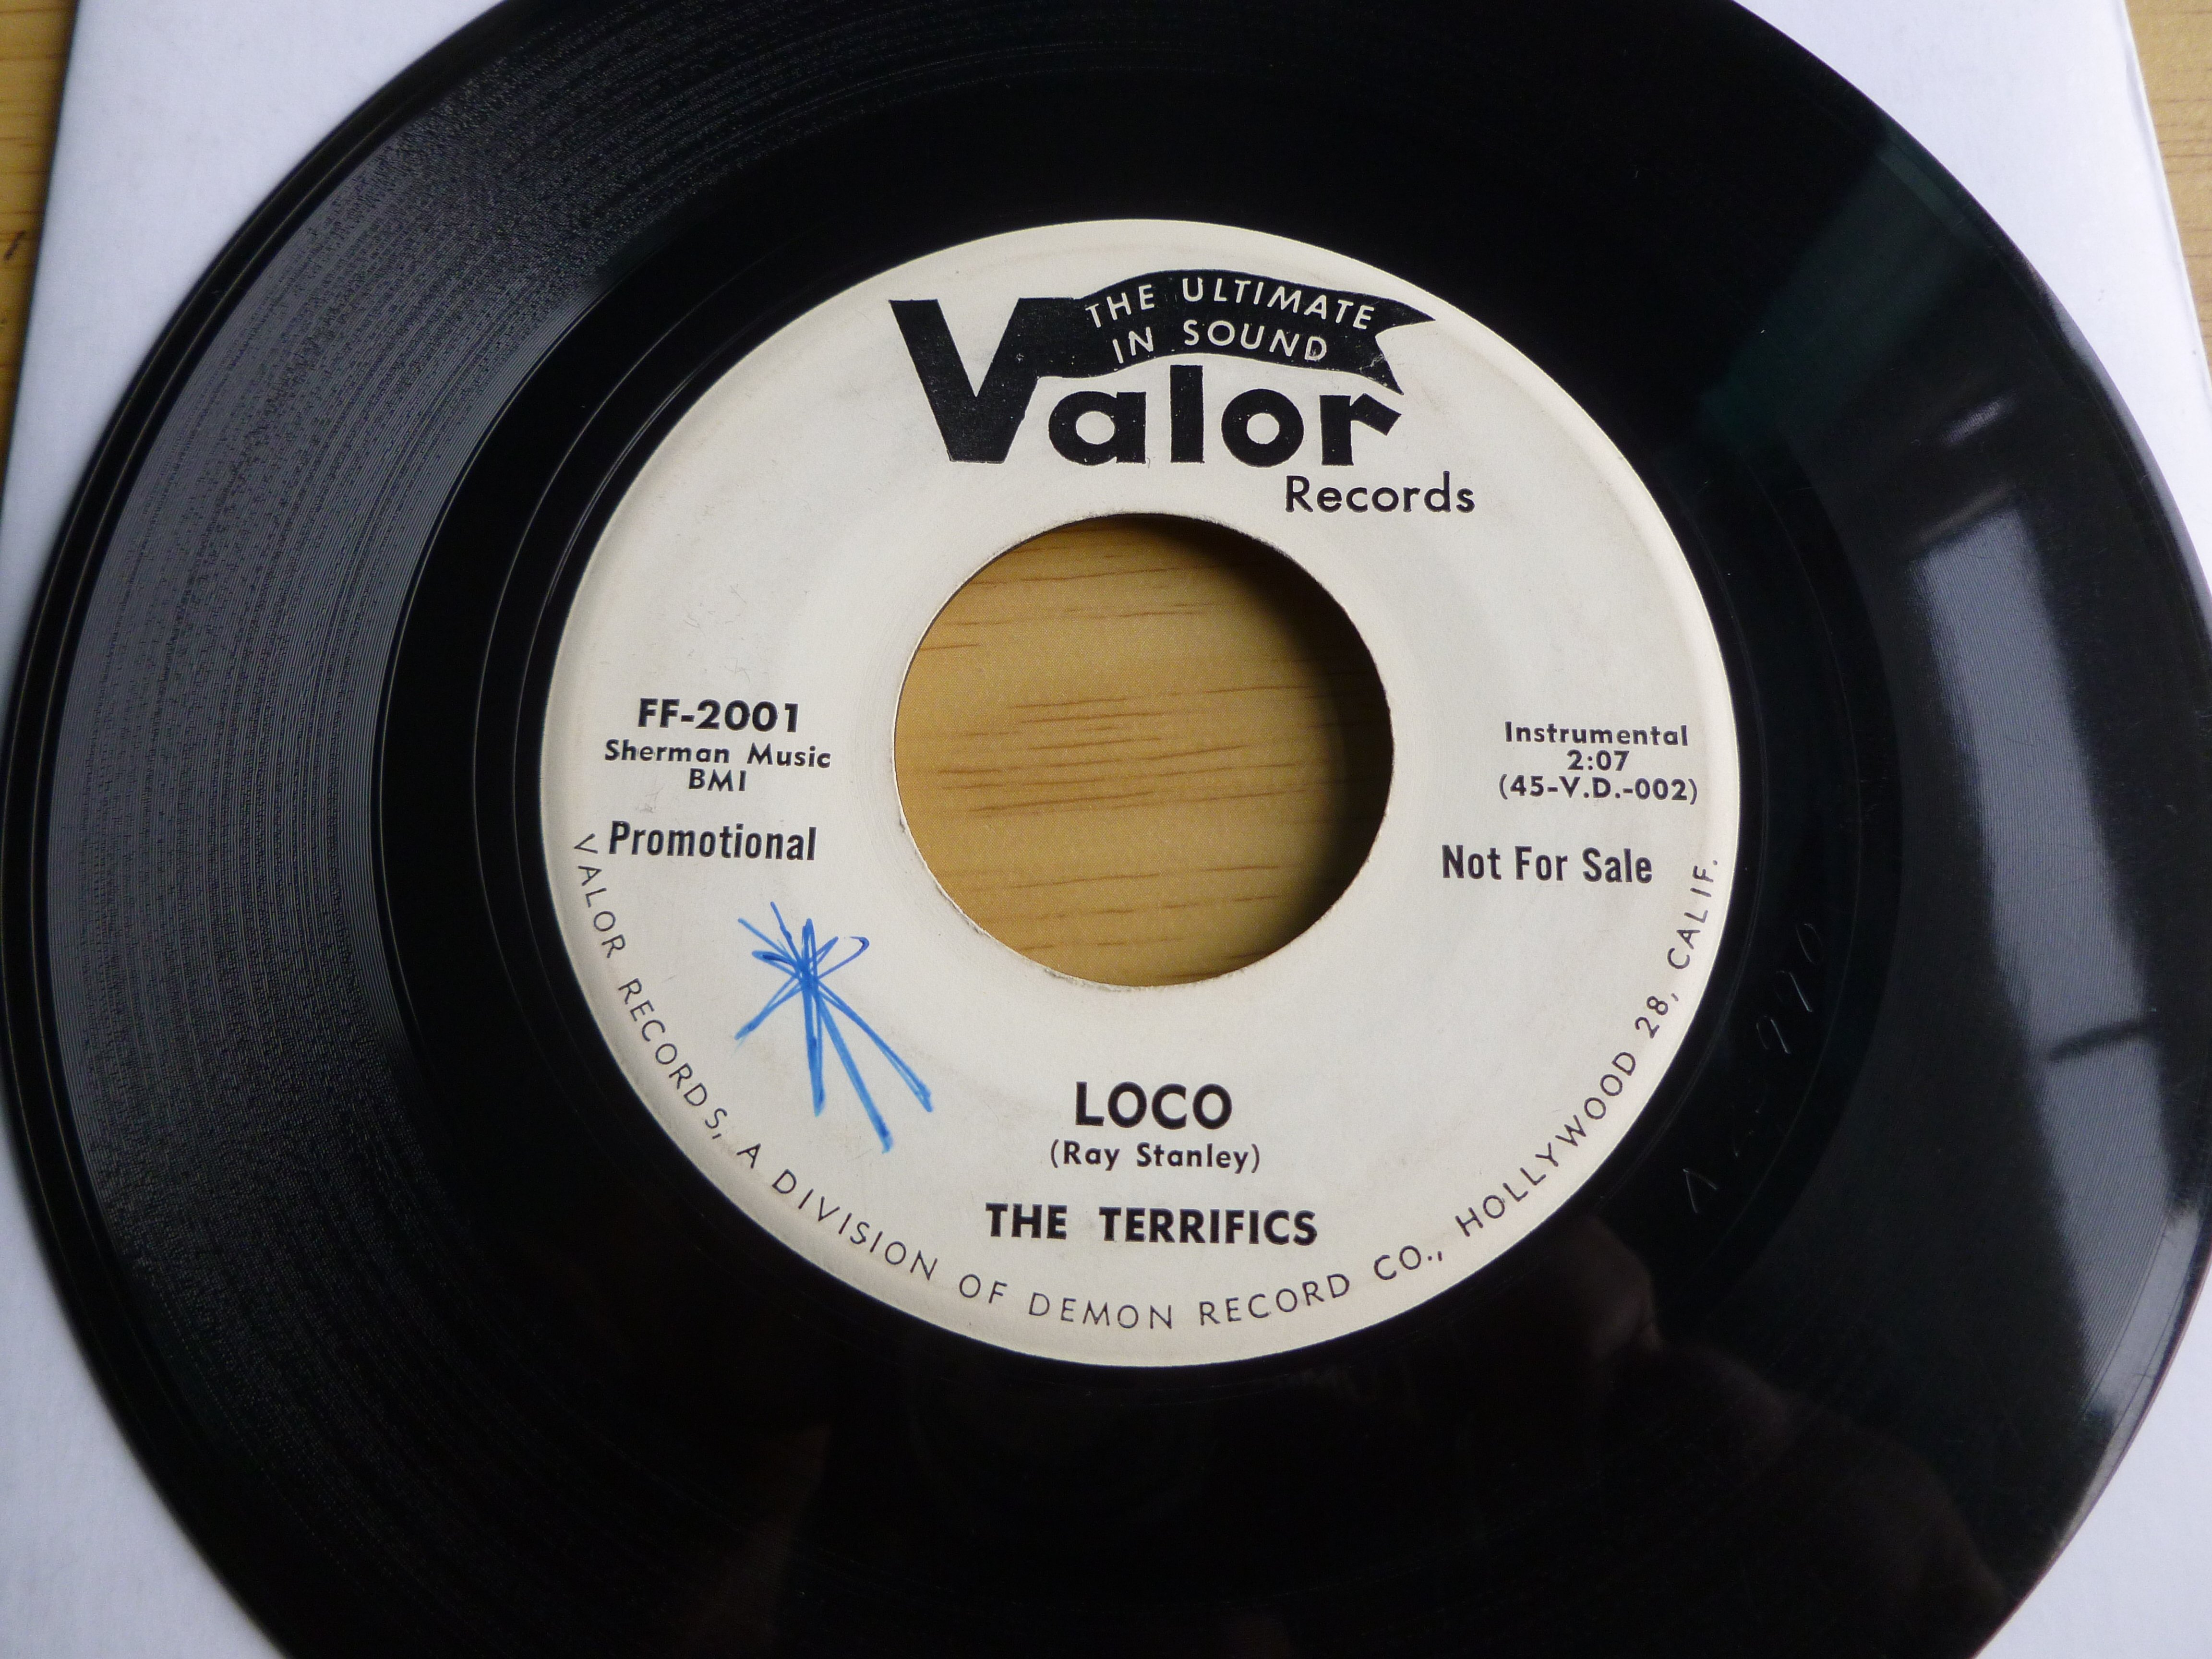 THE ULTIMATE
IN SOUND
Valor
Records
FF-2001
Sherman Music
BMI
Promotional
Instrumental
2:07
(45-V.D.-002)
Not For Sale
LOCO
(Ray Stanley)
THE TERRIFICS
VALOR RECORDS, A DIVISION OF DEMON RECORD CO., HOLLYWOOD 28, CALIF.